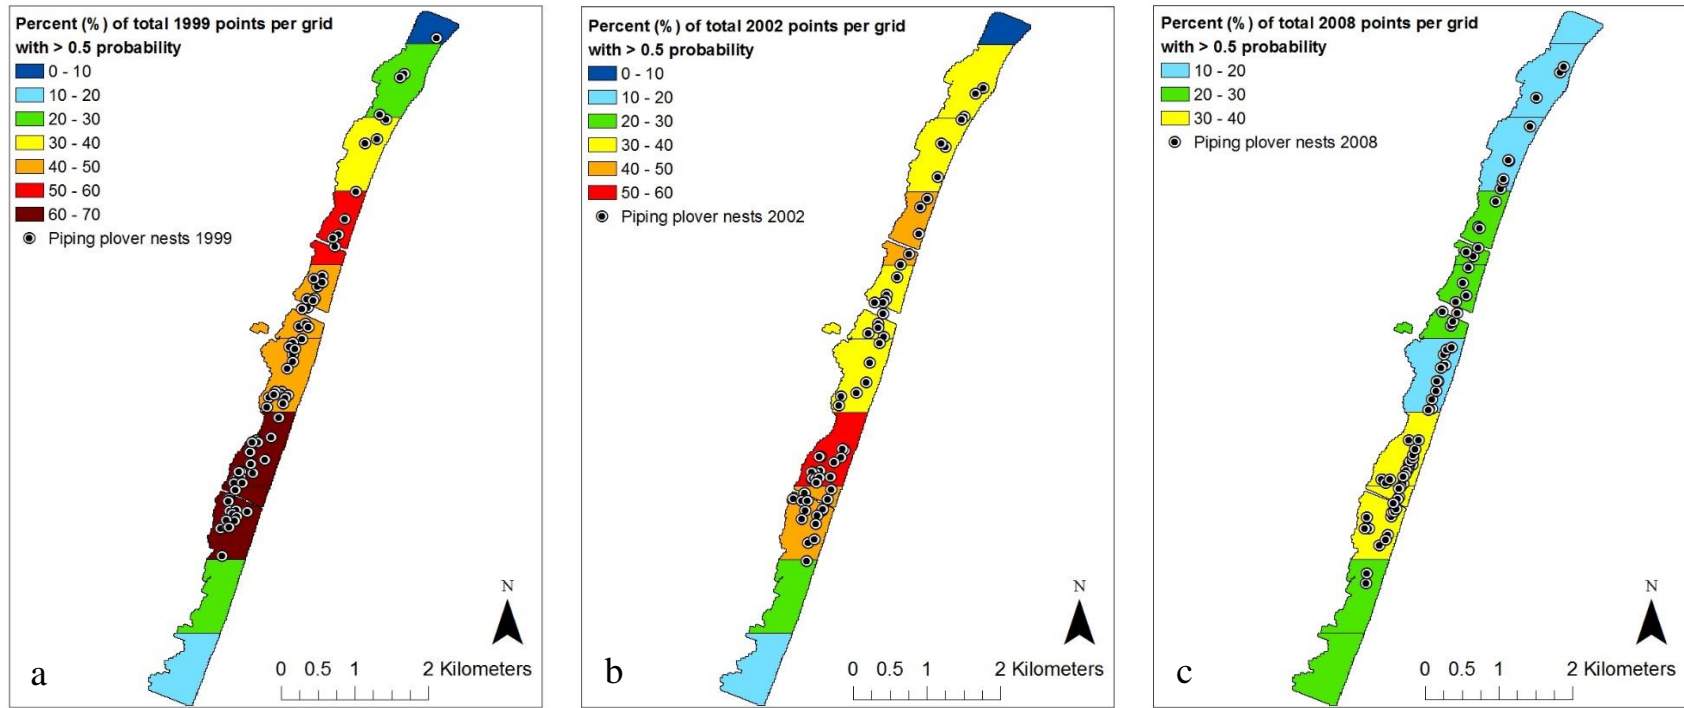 Percent (%) of total 1999 points per grid
with > 0.5 probability
0 - 10
10 - 20
20 - 30
30 - 40
40 - 50
50 - 60
60 - 70
Piping plover nests 1999
N
0 0.5 1 2 Kilometers
a
Percent (%) of total 2002 points per grid
with > 0.5 probability
0 - 10
10 - 20
20 - 30
30 - 40
40 - 50
50 - 60
Piping plover nests 2002
N
0 0.5 1 2 Kilometers
b
Percent (%) of total 2008 points per grid
with > 0.5 probability
10 - 20
20 - 30
30 - 40
Piping plover nests 2008
N
0 0.5 1 2 Kilometers
c